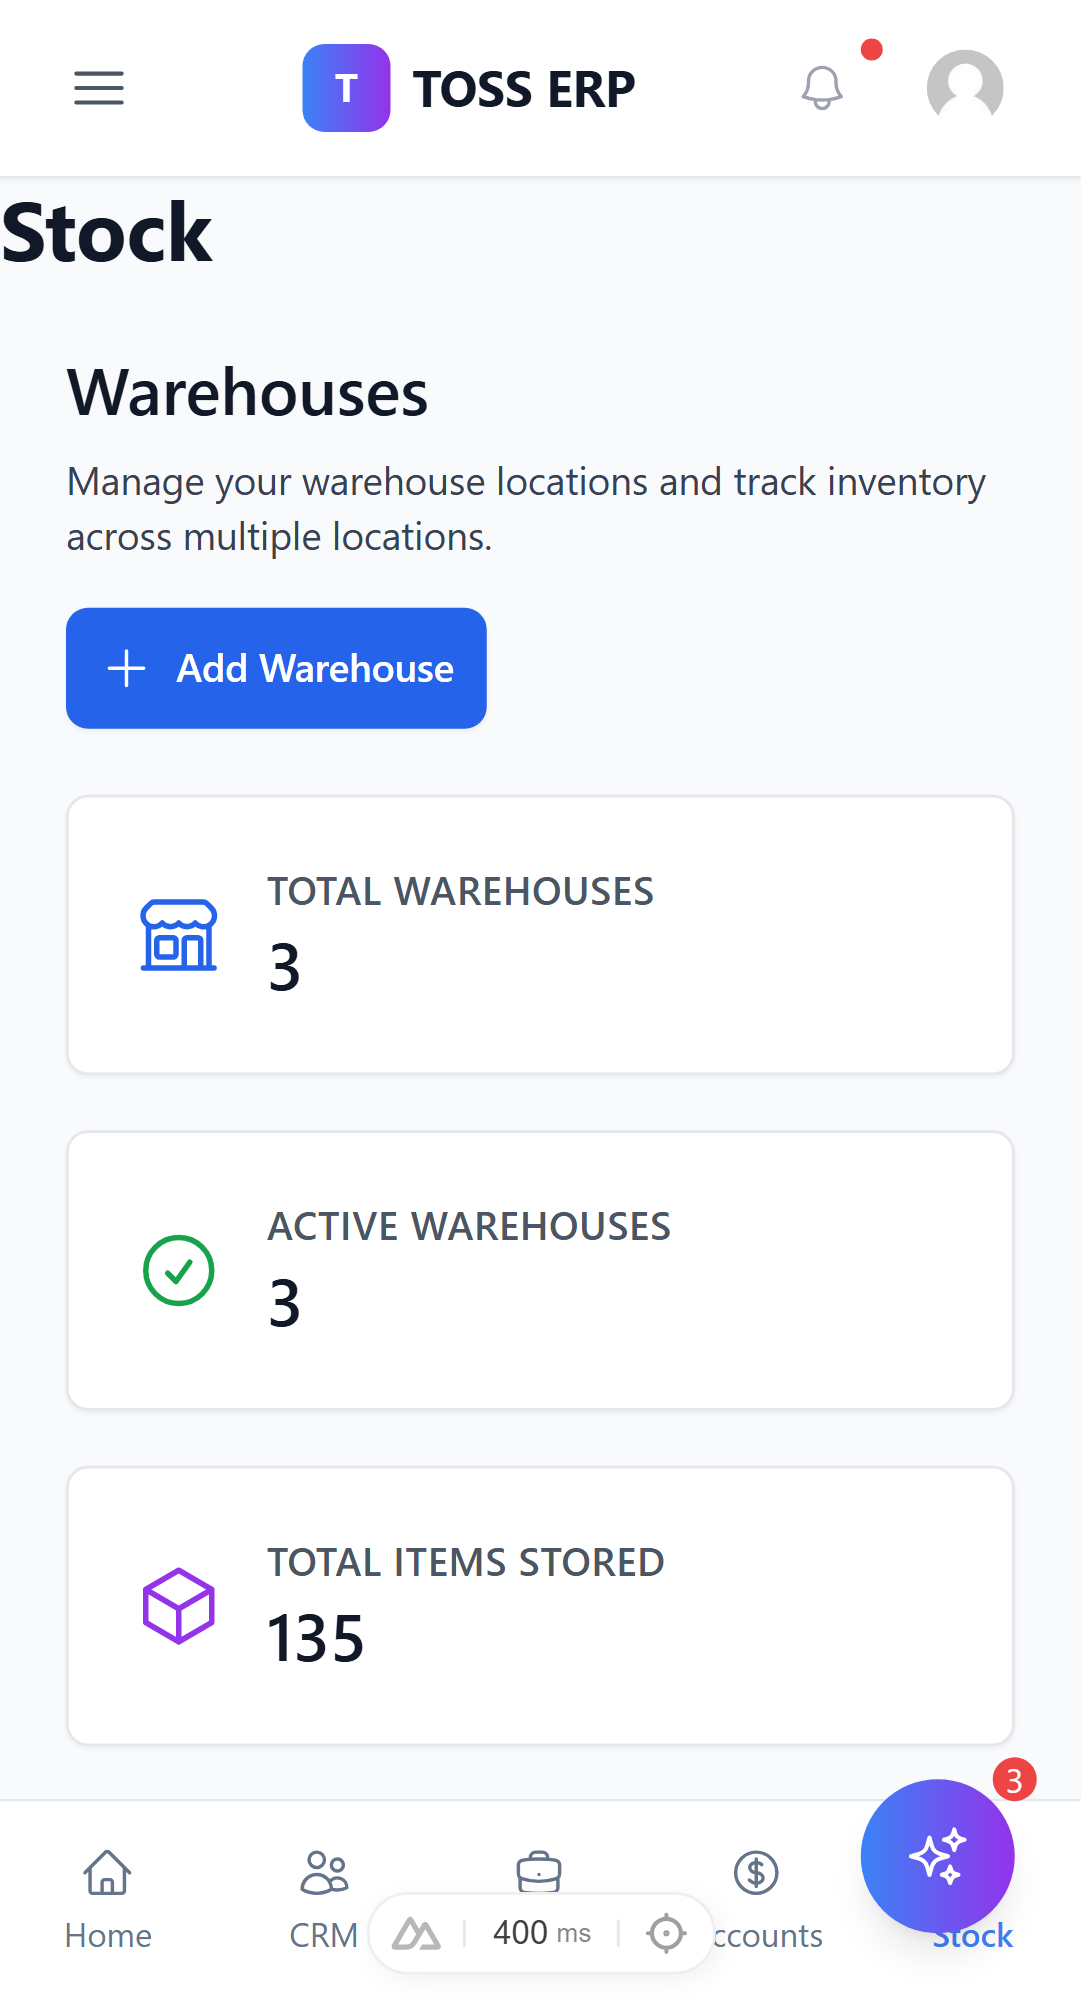 T TOSS ERP
Stock
Warehouses
Manage your warehouse locations and track inventory
across multiple locations.
Add Warehouse
TOTAL WAREHOUSES
3
ACTIVE WAREHOUSES
3
TOTAL ITEMS STORED
135
3
Home CRM ccounts Stock
400 ms